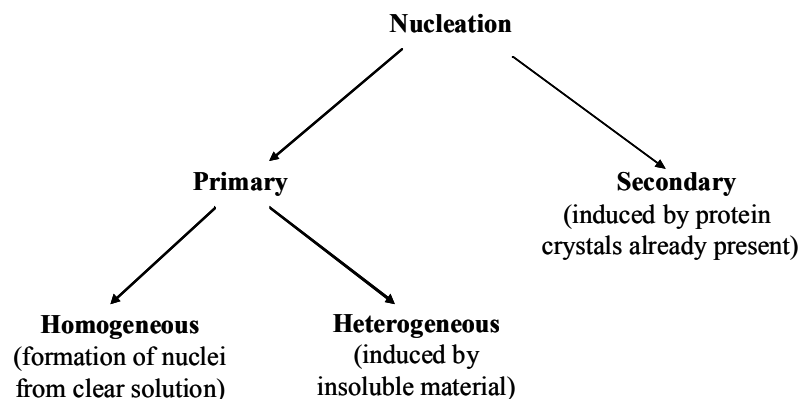 Nucleation
Primary
Secondary
(induced by protein
crystals already present)
Homogeneous
(formation of nuclei
from clear solution)
Heterogeneous
(induced by
insoluble material)